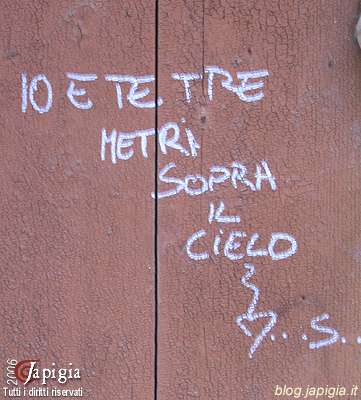 IO E TE. TRE
METRi
SOPRA
IL
CiELO
...S..
2006 Japigia
Tutti i diritti riservati
blog.japigia.it